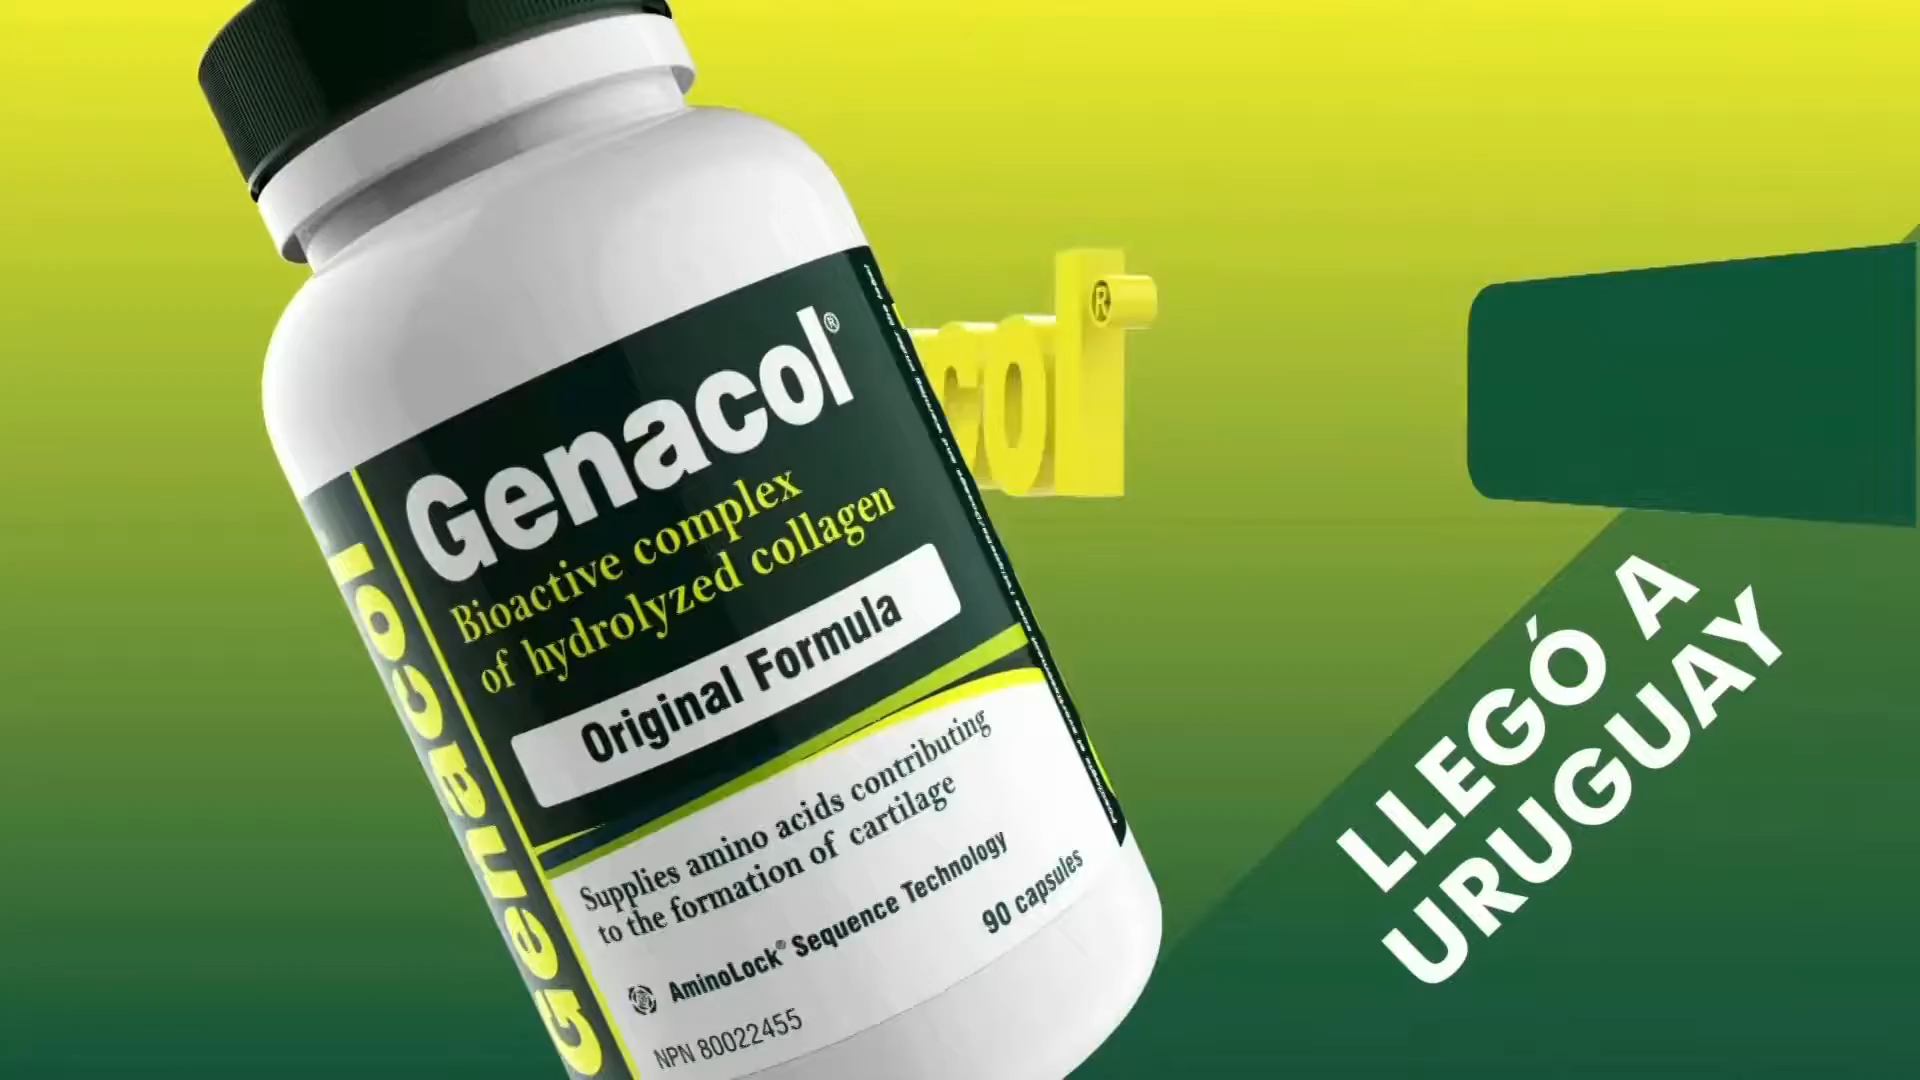 Genacol®
Bioactive complex
of hydrolyzed collagen
Original Formula
Supplies amino acids contributing
to the formation of cartilage
AminoLock® Sequence Technology
90 capsules
NPN 80022455
Genacol
col®
LLEGÓ A
URUGUAY